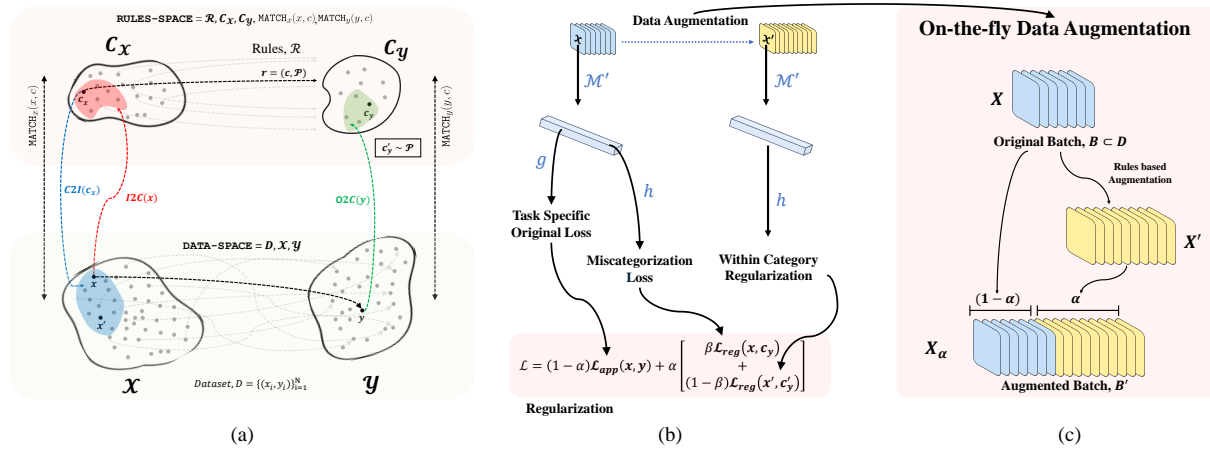 RULES-SPACE = 𝓡, C_X, C_Y, MATCH_x(x, c), MATCH_y(y, c)
C_X
Rules, 𝓡
C_Y
r = (c, 𝒫)
MATCH_x(x, c)
c_x
c_y
MATCH_y(y, c)
c'_y ~ 𝒫
C2I(c_x)
I2C(x)
O2C(y)
DATA-SPACE = D, 𝒳, 𝒴
x
x'
y
𝒳
Dataset, D = {(x_i, y_i)}^N_{i=1}
𝒴
(a)
Data Augmentation
x
x'
ℳ'
ℳ'
g
h
h
Task Specific
Original Loss
Miscategorization
Loss
Within Category
Regularization
ℒ = (1 − α)ℒ_app(x, y) + α [βℒ_reg(x, c_y) + (1 − β)ℒ_reg(x', c'_y)]
Regularization
(b)
On-the-fly Data Augmentation
X
Original Batch, B ⊂ D
Rules based
Augmentation
X'
(1 − α)
α
X_α
Augmented Batch, B'
(c)